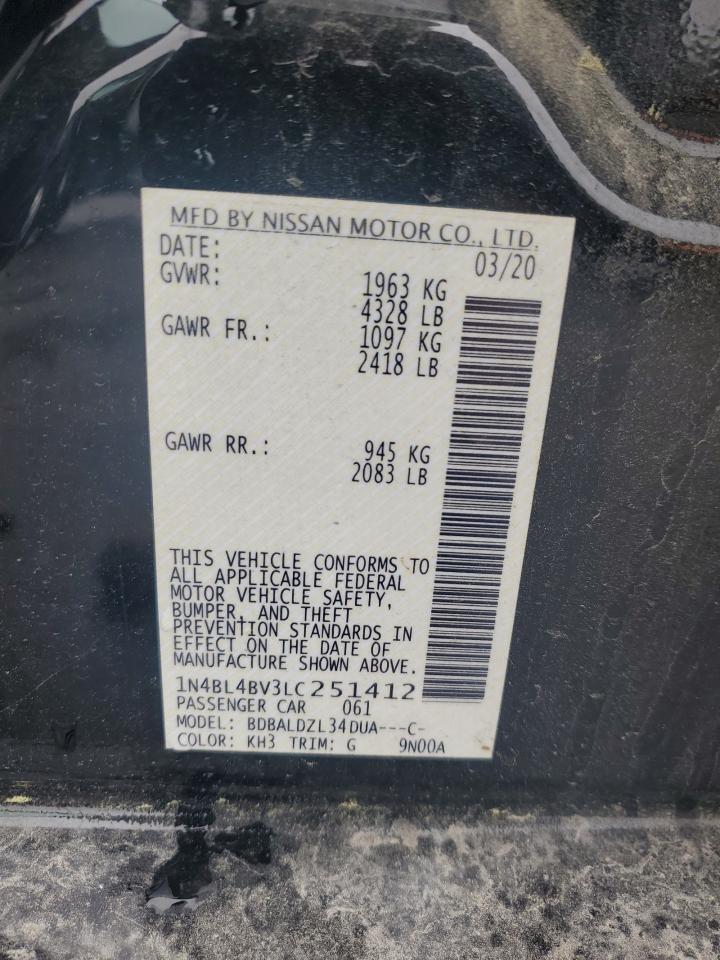 MFD BY NISSAN MOTOR CO., LTD.
DATE: 03/20
GVWR: 1963 KG
4328 LB
GAWR FR.: 1097 KG
2418 LB
GAWR RR.: 945 KG
2083 LB
THIS VEHICLE CONFORMS TO
ALL APPLICABLE FEDERAL
MOTOR VEHICLE SAFETY,
BUMPER, AND THEFT
PREVENTION STANDARDS IN
EFFECT ON THE DATE OF
MANUFACTURE SHOWN ABOVE.
1N4BL4BV3LC251412
PASSENGER CAR 061
MODEL: BDBALDZL34DUA---C-
COLOR: KH3 TRIM: G 9N00A